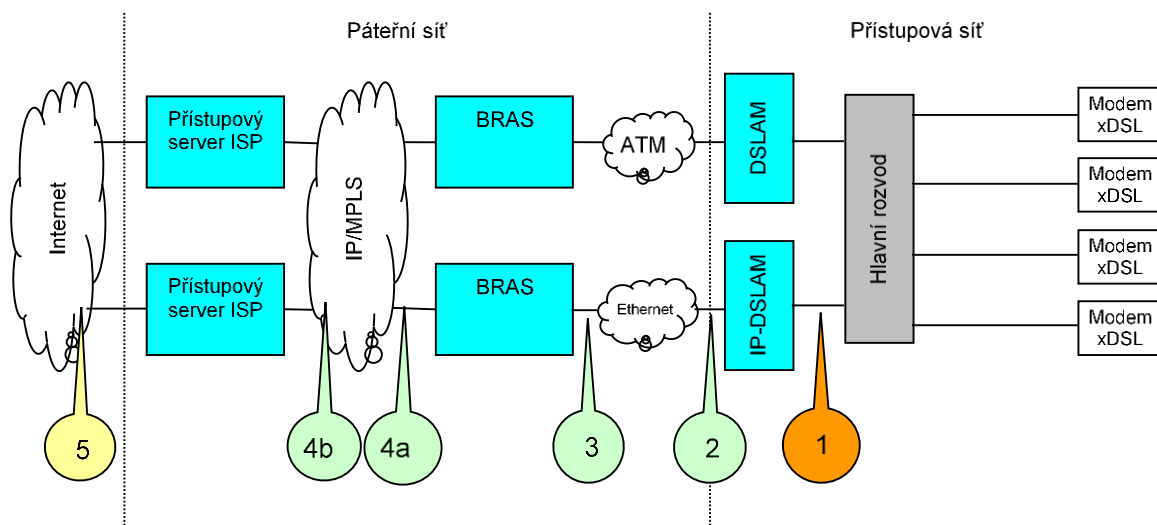 Páteřní síť
Přístupová síť
Internet
Přístupový
server ISP
IP/MPLS
BRAS
ATM
DSLAM
Hlavní rozvod
Modem
xDSL
Modem
xDSL
Přístupový
server ISP
BRAS
Ethernet
IP-DSLAM
Modem
xDSL
Modem
xDSL
5
4b
4a
3
2
1